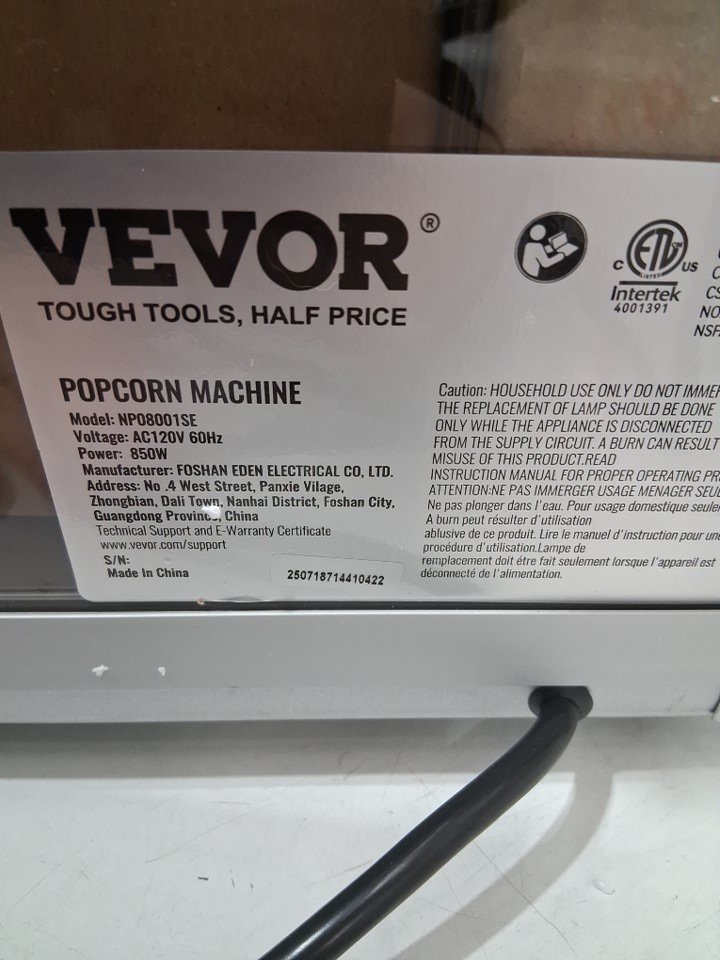 VEVOR®
TOUGH TOOLS, HALF PRICE
C ETL US
LISTED
Intertek
4001391
NSF
POPCORN MACHINE
Model: NP08001SE
Voltage: AC120V 60Hz
Power: 850W
Manufacturer: FOSHAN EDEN ELECTRICAL CO, LTD.
Address: No .4 West Street, Panxie Vilage,
Zhongbian, Dali Town, Nanhai District, Foshan City,
Guangdong Province, China
Technical Support and E-Warranty Certificate
www.vevor.com/support
S/N:
Made In China
250718714410422
Caution: HOUSEHOLD USE ONLY DO NOT
THE REPLACEMENT OF LAMP SHOULD BE DONE
ONLY WHILE THE APPLIANCE IS DISCONNECTED
FROM THE SUPPLY CIRCUIT. A BURN CAN RESULT
MISUSE OF THIS PRODUCT.READ
INSTRUCTION MANUAL FOR PROPER OPERATING
ATTENTION:NE PAS IMMERGER USAGE MENAGER
Ne pas plonger dans l'eau. Pour usage domestique
A burn peut résulter d'utilisation
ablusive de ce produit. Lire le manuel d'instruction pour
procédure d'utilisation.Lampe de
remplacement doit être fait seulement lorsque l'appareil est
déconnecté de l'alimentation.